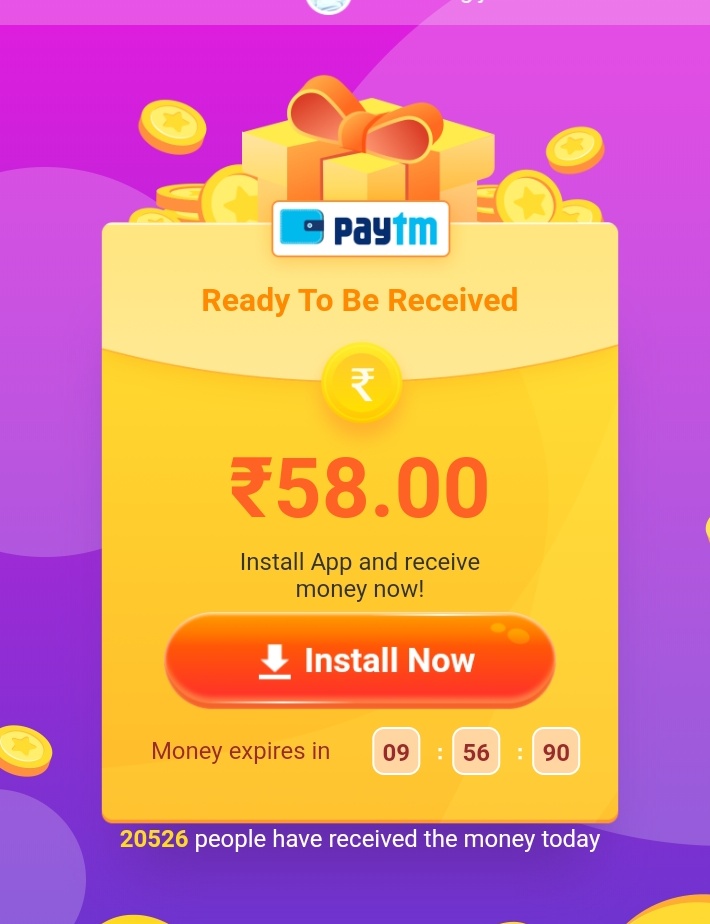 paytm
Ready To Be Received
₹
₹58.00
Install App and receive
money now!
Install Now
Money expires in 09 : 56 : 90
20526 people have received the money today